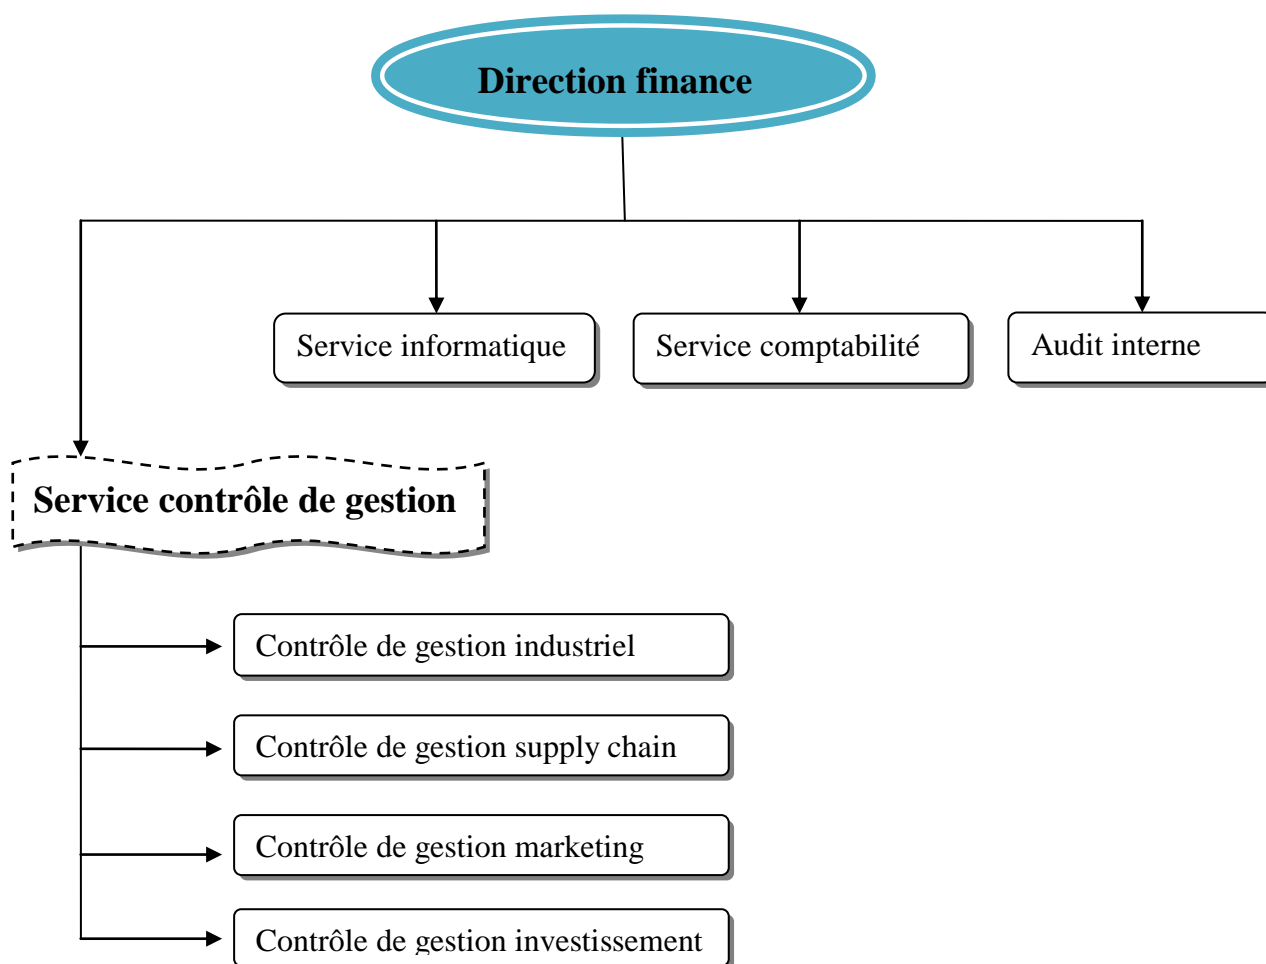 Direction finance
Service informatique
Service comptabilité
Audit interne
Service contrôle de gestion
Contrôle de gestion industriel
Contrôle de gestion supply chain
Contrôle de gestion marketing
Contrôle de gestion investissement